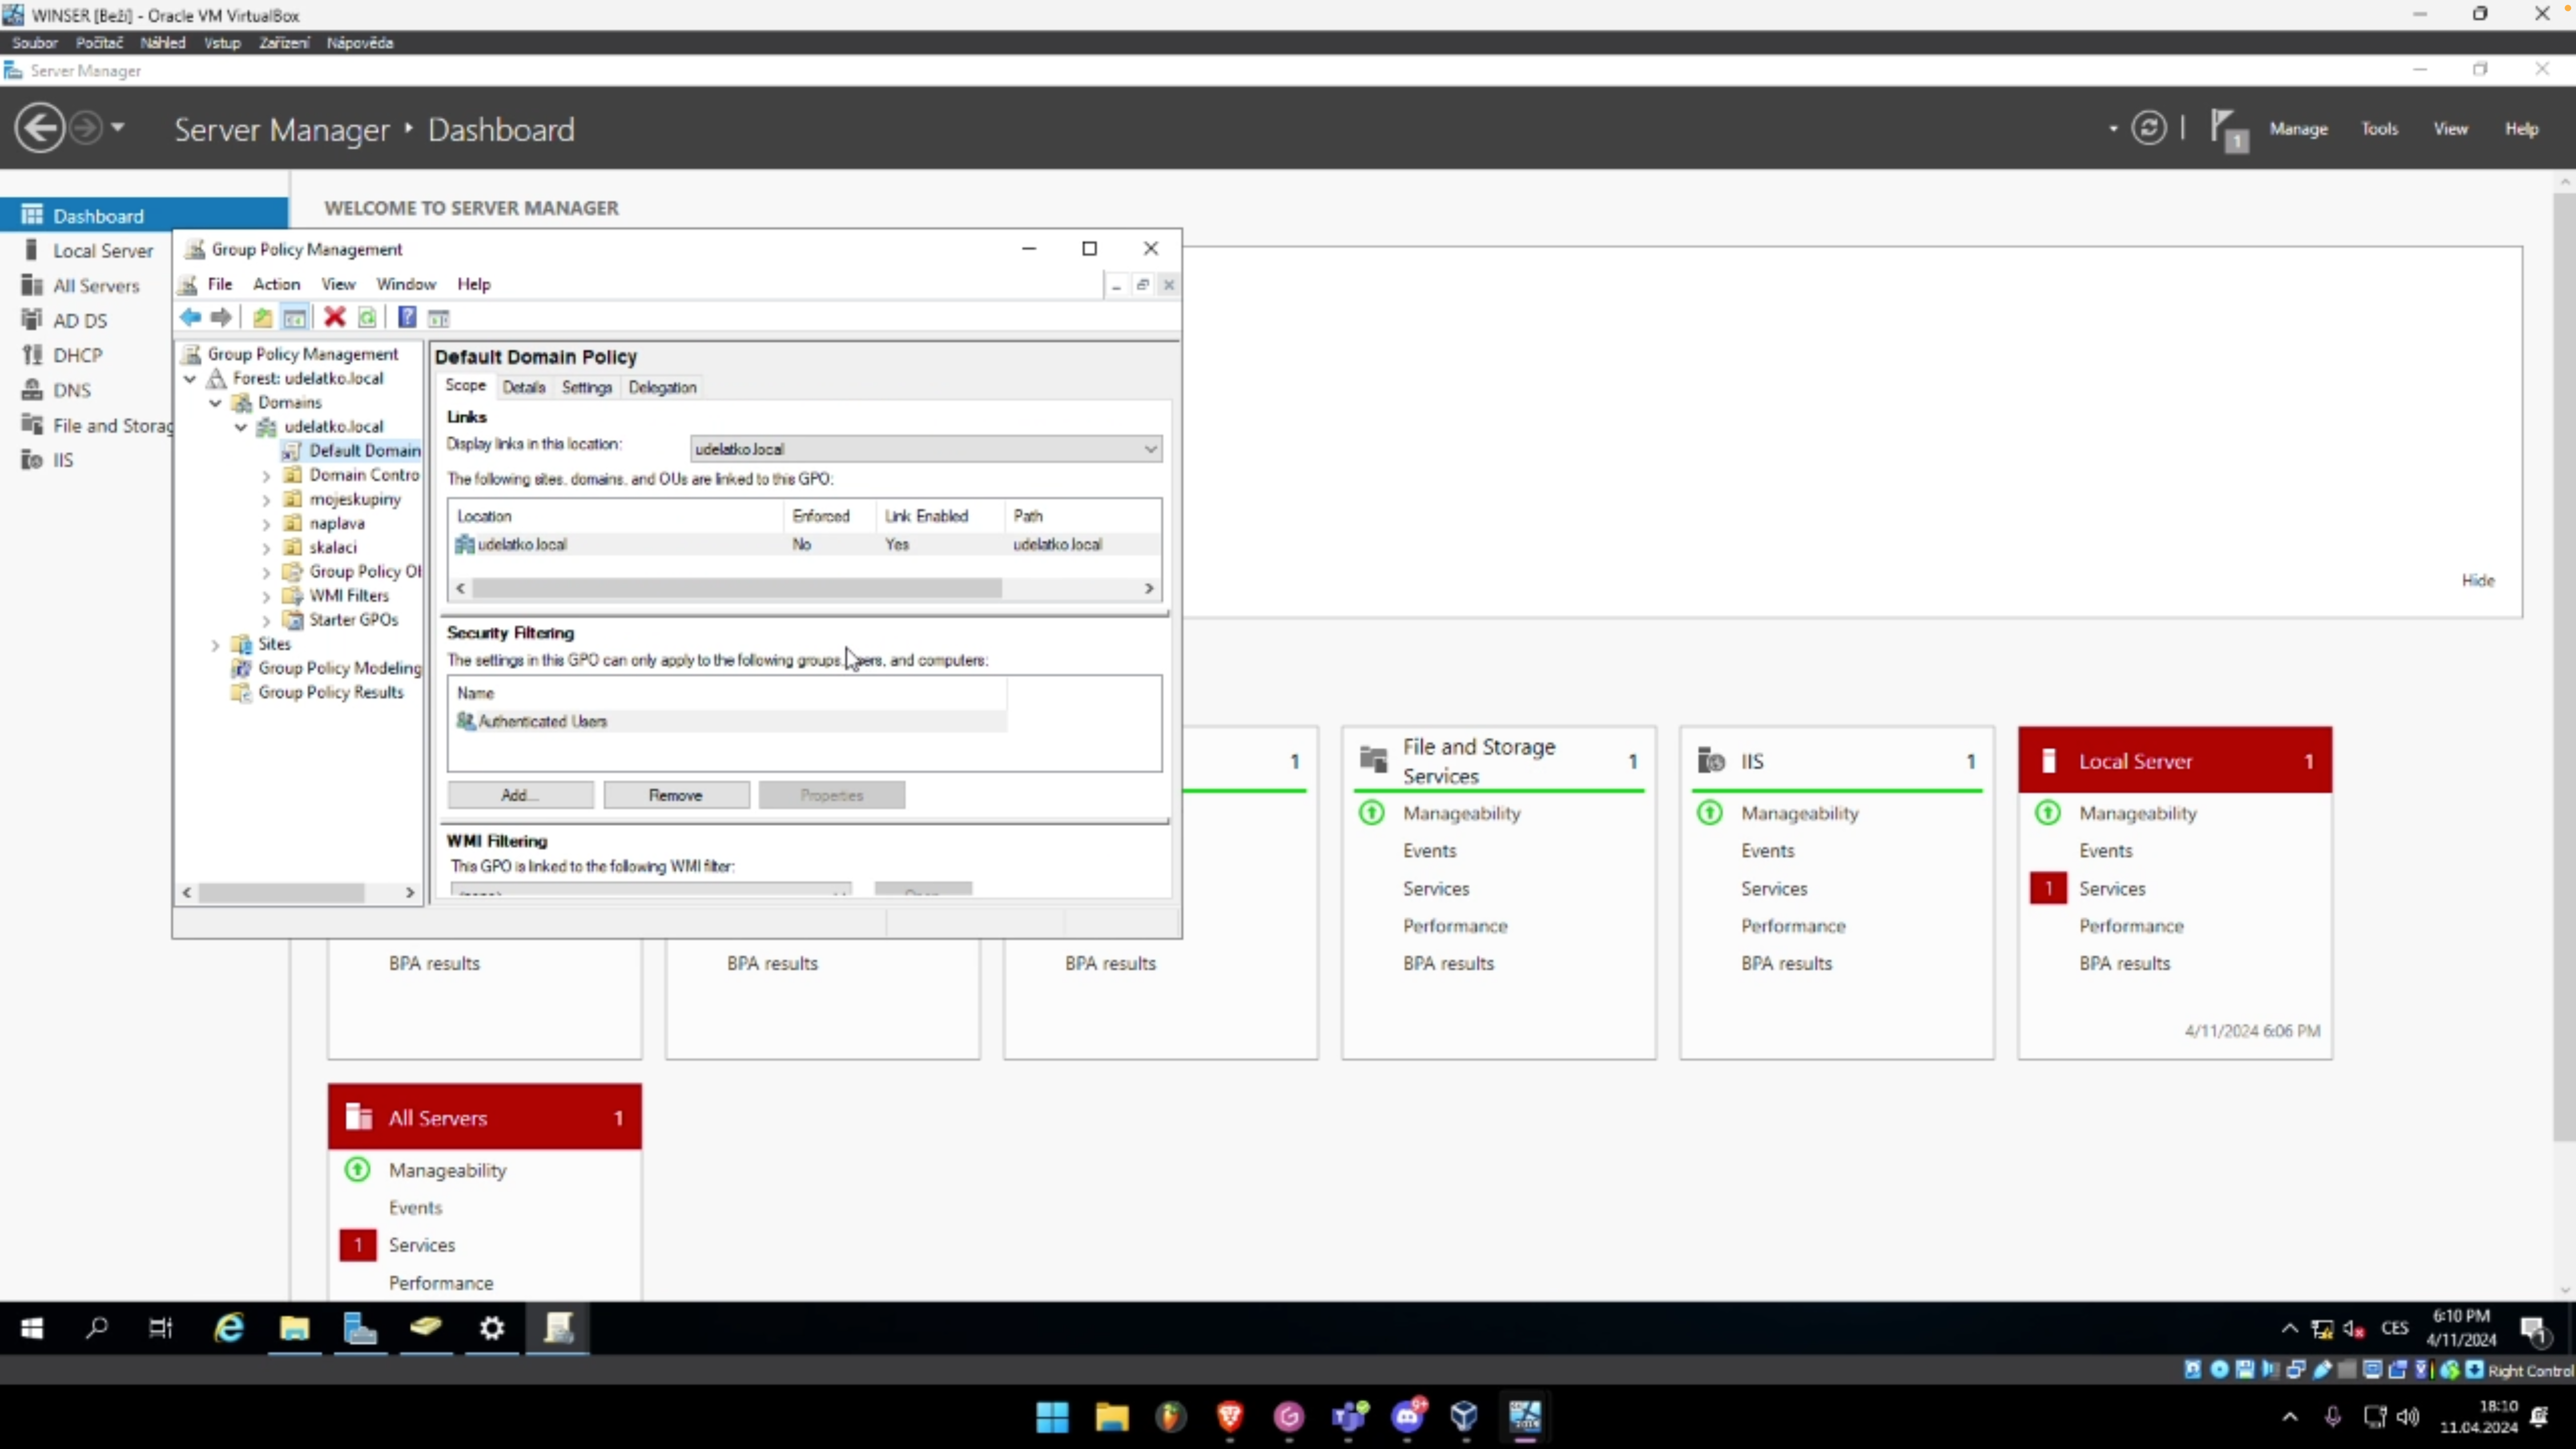 WINSER [Běží] - Oracle VM VirtualBox
Soubor Počítač Náhled Vstup Zařízení Nápověda
Server Manager
Server Manager ‣ Dashboard
1
Manage Tools View Help
Dashboard
Local Server
All Servers
AD DS
DHCP
DNS
File and Storag
IIS
WELCOME TO SERVER MANAGER
Hide
Group Policy Management
File Action View Window Help
Group Policy Management
Forest: udelatko.local
Domains
udelatko.local
Default Domain
Domain Contro
mojeskupiny
naplava
skalaci
Group Policy Ob
WMI Filters
Starter GPOs
Sites
Group Policy Modeling
Group Policy Results
Default Domain Policy
Scope Details Settings Delegation
Links
Display links in this location: udelatko.local
The following sites, domains, and OUs are linked to this GPO:
Location Enforced Link Enabled Path
udelatko.local No Yes udelatko.local
Security Filtering
The settings in this GPO can only apply to the following groups, users, and computers:
Name
Authenticated Users
Add... Remove Properties
WMI Filtering
This GPO is linked to the following WMI filter:
BPA results
BPA results
1
BPA results
File and Storage Services 1
Manageability
Events
Services
Performance
BPA results
IIS 1
Manageability
Events
Services
Performance
BPA results
Local Server 1
Manageability
Events
1 Services
Performance
BPA results
4/11/2024 6:06 PM
All Servers 1
Manageability
Events
1 Services
Performance
CES
6:10 PM
4/11/2024
1
Right Control
9+
18:10
11.04.2024